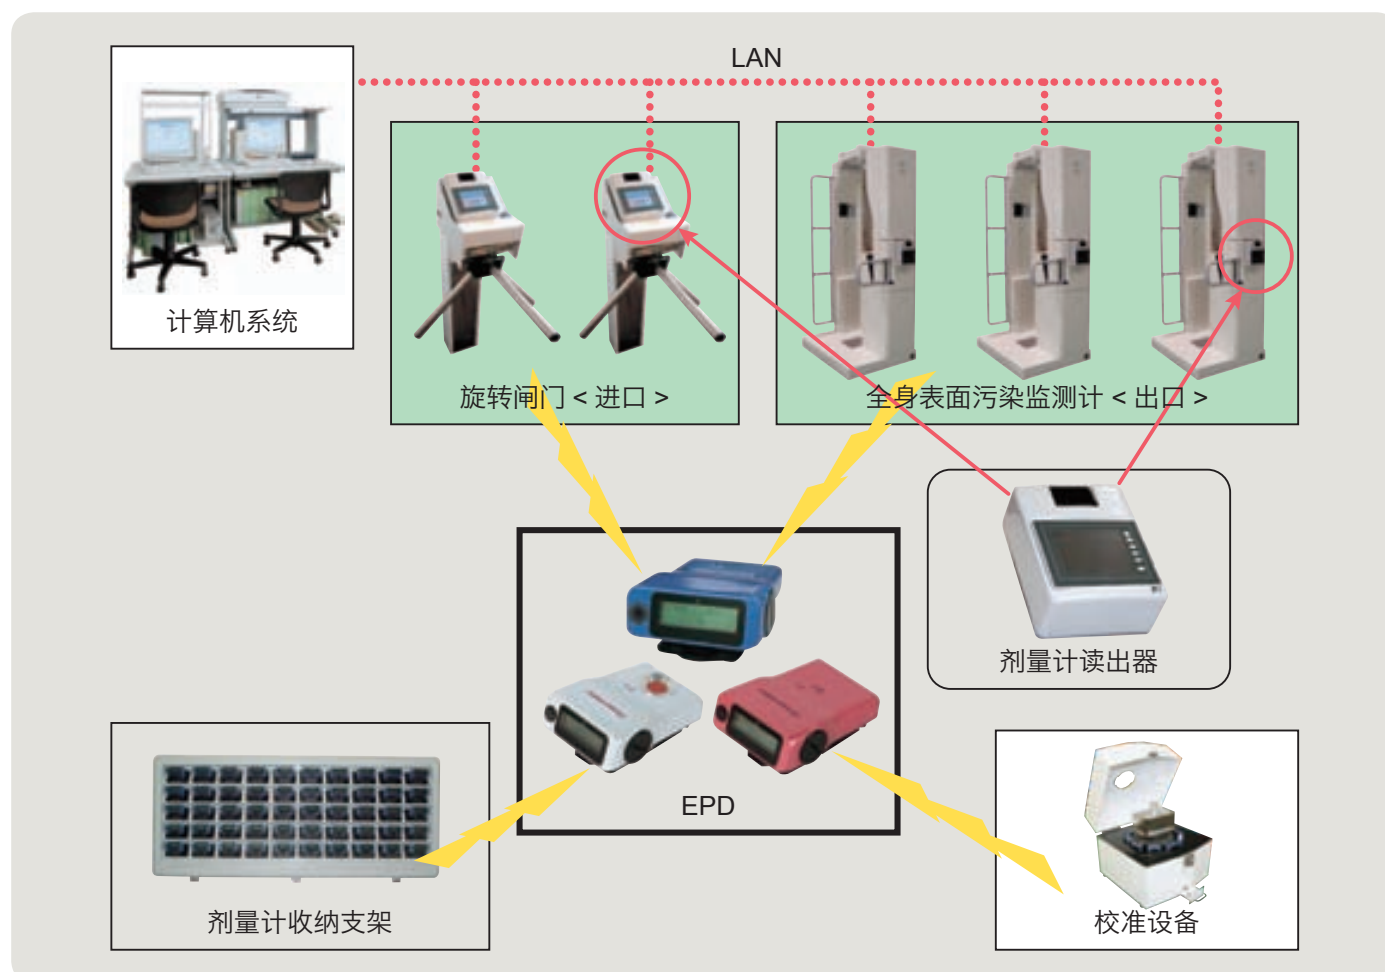 LAN
计算机系统
旋转闸门 < 进口 >
全身表面污染监测计 < 出口 >
剂量计读出器
EPD
剂量计收纳支架
校准设备